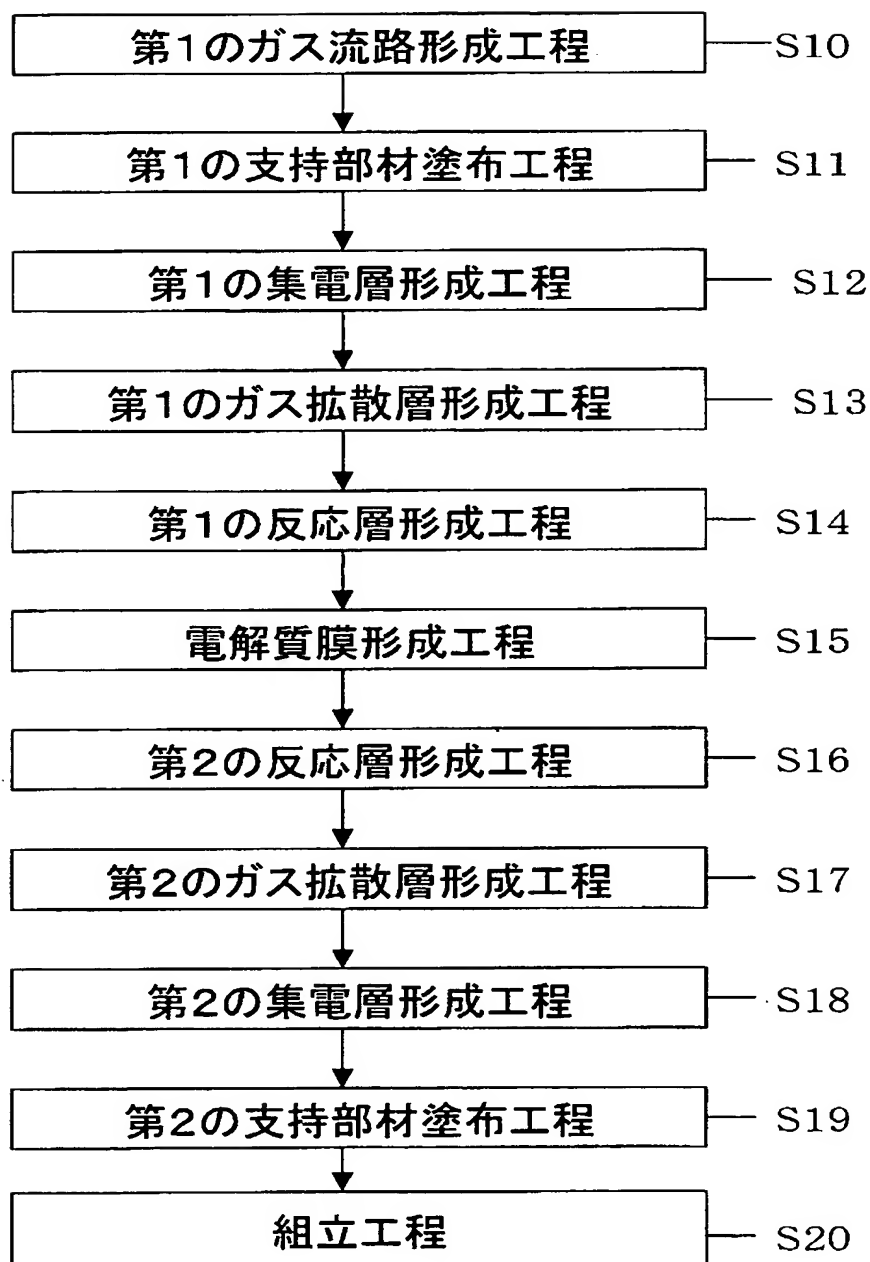 第1のガス流路形成工程 S10
第1の支持部材塗布工程 S11
第1の集電層形成工程 S12
第1のガス拡散層形成工程 S13
第1の反応層形成工程 S14
電解質膜形成工程 S15
第2の反応層形成工程 S16
第2のガス拡散層形成工程 S17
第2の集電層形成工程 S18
第2の支持部材塗布工程 S19
組立工程 S20